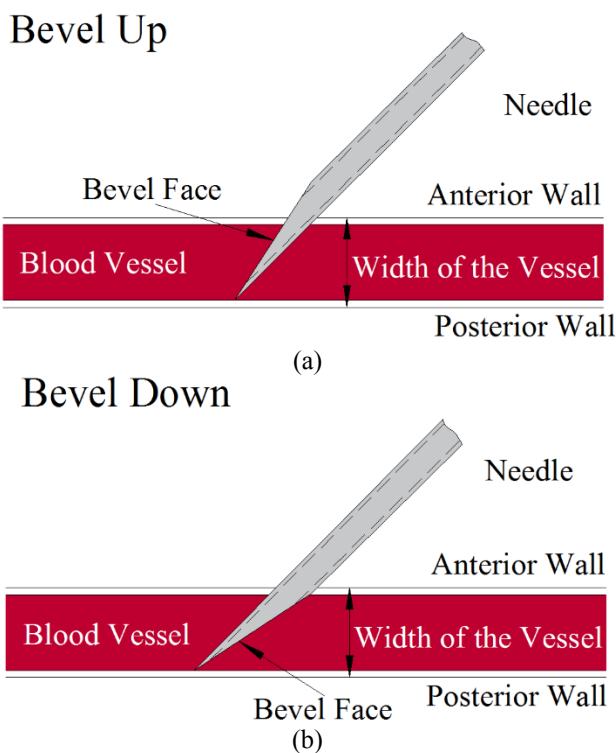 Bevel Up
Needle
Bevel Face
Anterior Wall
Blood Vessel
Width of the Vessel
Posterior Wall
(a)
Bevel Down
Needle
Anterior Wall
Blood Vessel
Width of the Vessel
Posterior Wall
Bevel Face
(b)